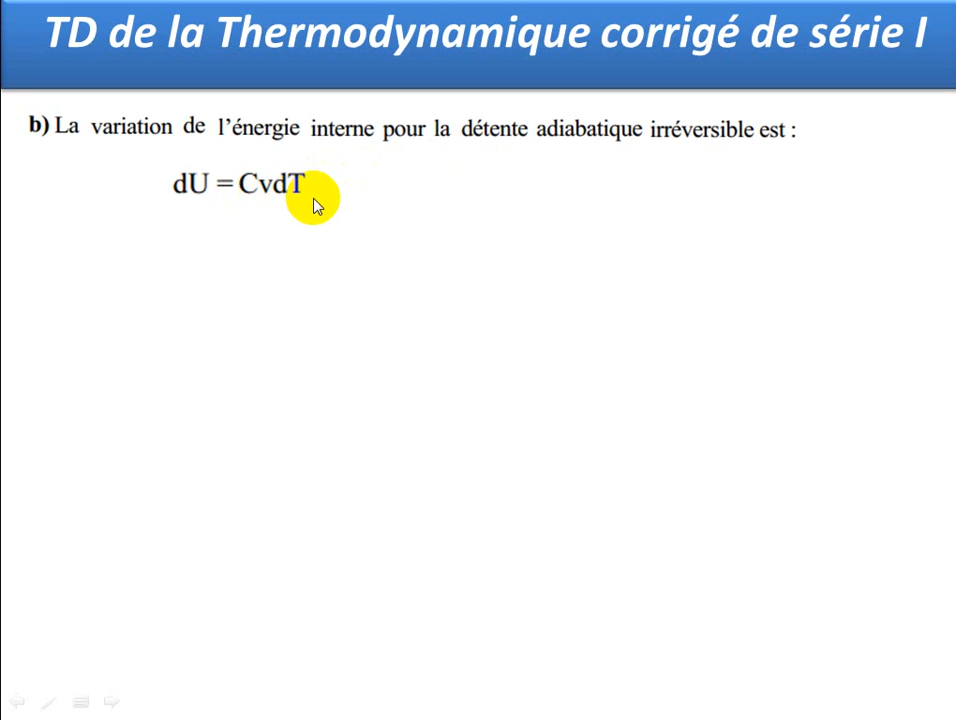 TD de la Thermodynamique corrigé de série I
b) La variation de l’énergie interne pour la détente adiabatique irréversible est :
dU = CvdT